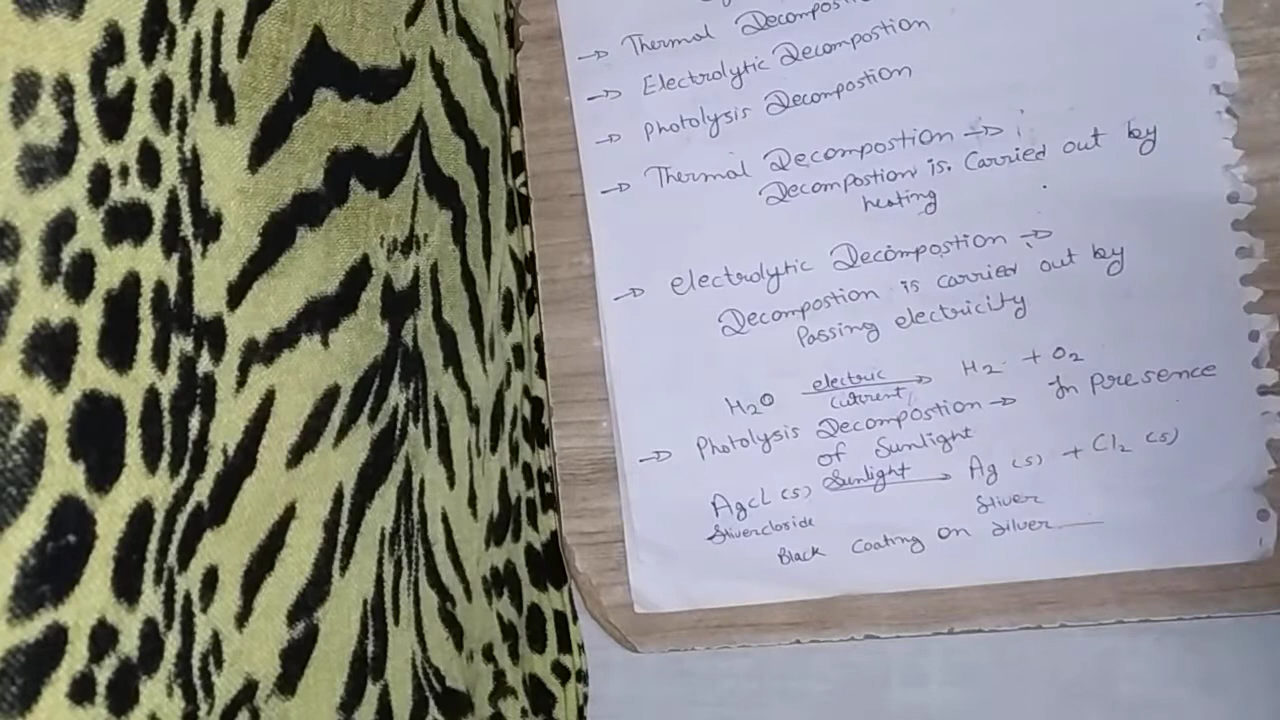 → Thermal
→ Electrolytic Decompostion
→ Photolysis Decompostion
→ Thermal Decompostion →
Decompostion is. Carried out by
heating
→ electrolytic Decompostion →
Decompostion is carried out by
Passing electricity
H2O electric current → H2 + O2
→ Photolysis Decompostion → In Presence
of Sunlight
AgCl (s) Sunlight → Ag (s) + Cl2 (s)
Silvercloside Silver
Black Coating on Silver